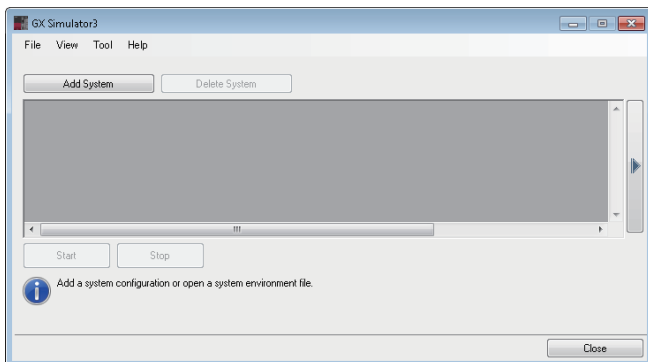 GX Simulator3
File View Tool Help
Add System Delete System
Start Stop
Add a system configuration or open a system environment file.
Close